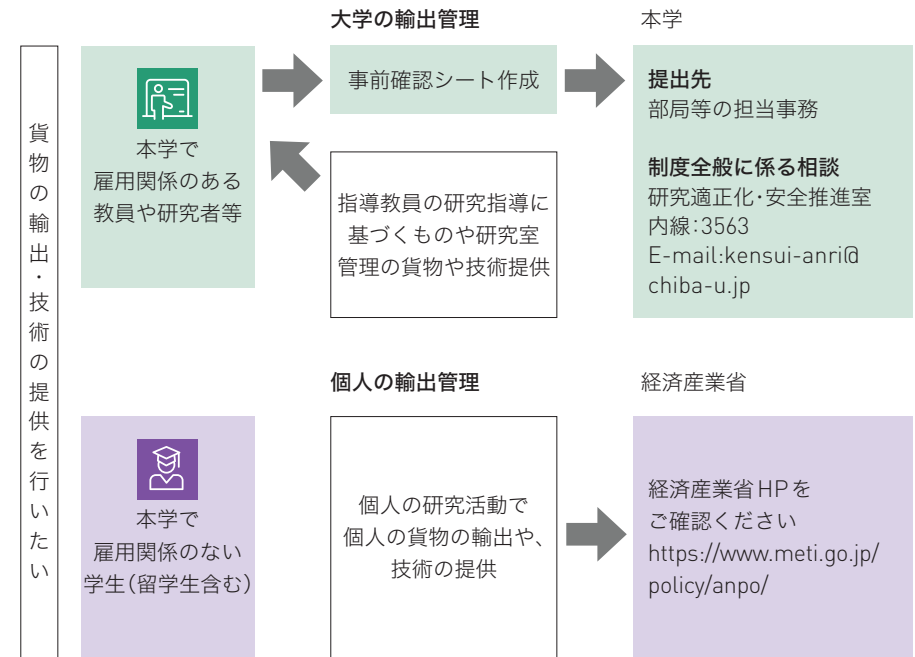 貨物の輸出・技術の提供を行いたい
本学で
雇用関係のある
教員や研究者等
大学の輸出管理
事前確認シート作成
指導教員の研究指導に
基づくものや研究室
管理の貨物や技術提供
本学
提出先
部局等の担当事務
制度全般に係る相談
研究適正化・安全推進室
内線：3563
E-mail:kensui-anri@
chiba-u.jp
本学で
雇用関係のない
学生（留学生含む）
個人の輸出管理
個人の研究活動で
個人の貨物の輸出や、
技術の提供
経済産業省
経済産業省HPを
ご確認ください
https://www.meti.go.jp/
policy/anpo/